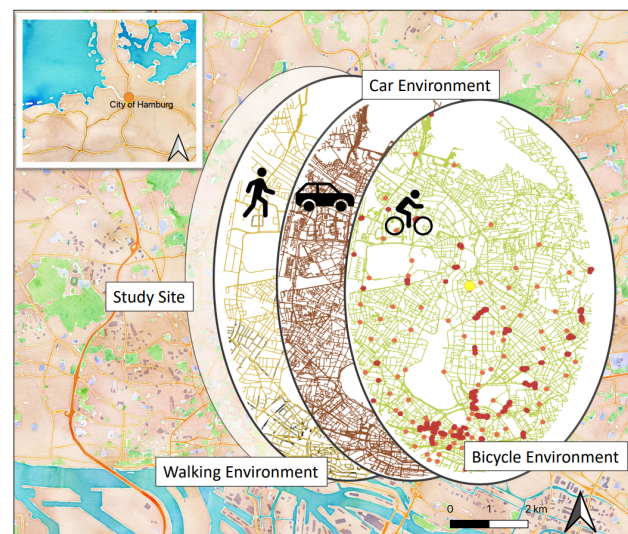 City of Hamburg
Car Environment
Study Site
Walking Environment
Bicycle Environment
0 1 2 km